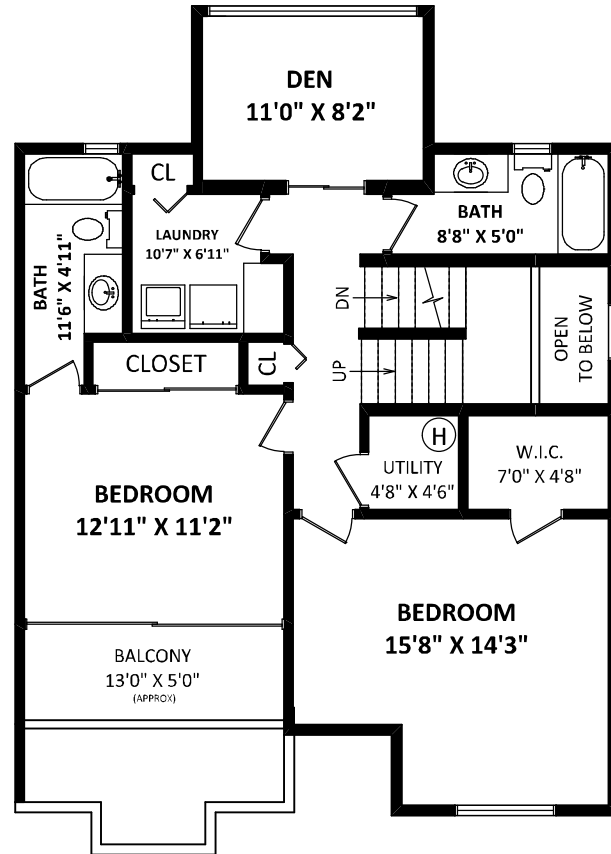 DEN
11'0" X 8'2"
CL
LAUNDRY
10'7" X 6'11"
BATH
8'8" X 5'0"
BATH
11'6" X 4'11"
DN
OPEN
TO BELOW
CLOSET
CL
UP
H
UTILITY
4'8" X 4'6"
W.I.C.
7'0" X 4'8"
BEDROOM
12'11" X 11'2"
BEDROOM
15'8" X 14'3"
BALCONY
13'0" X 5'0"
(APPROX)